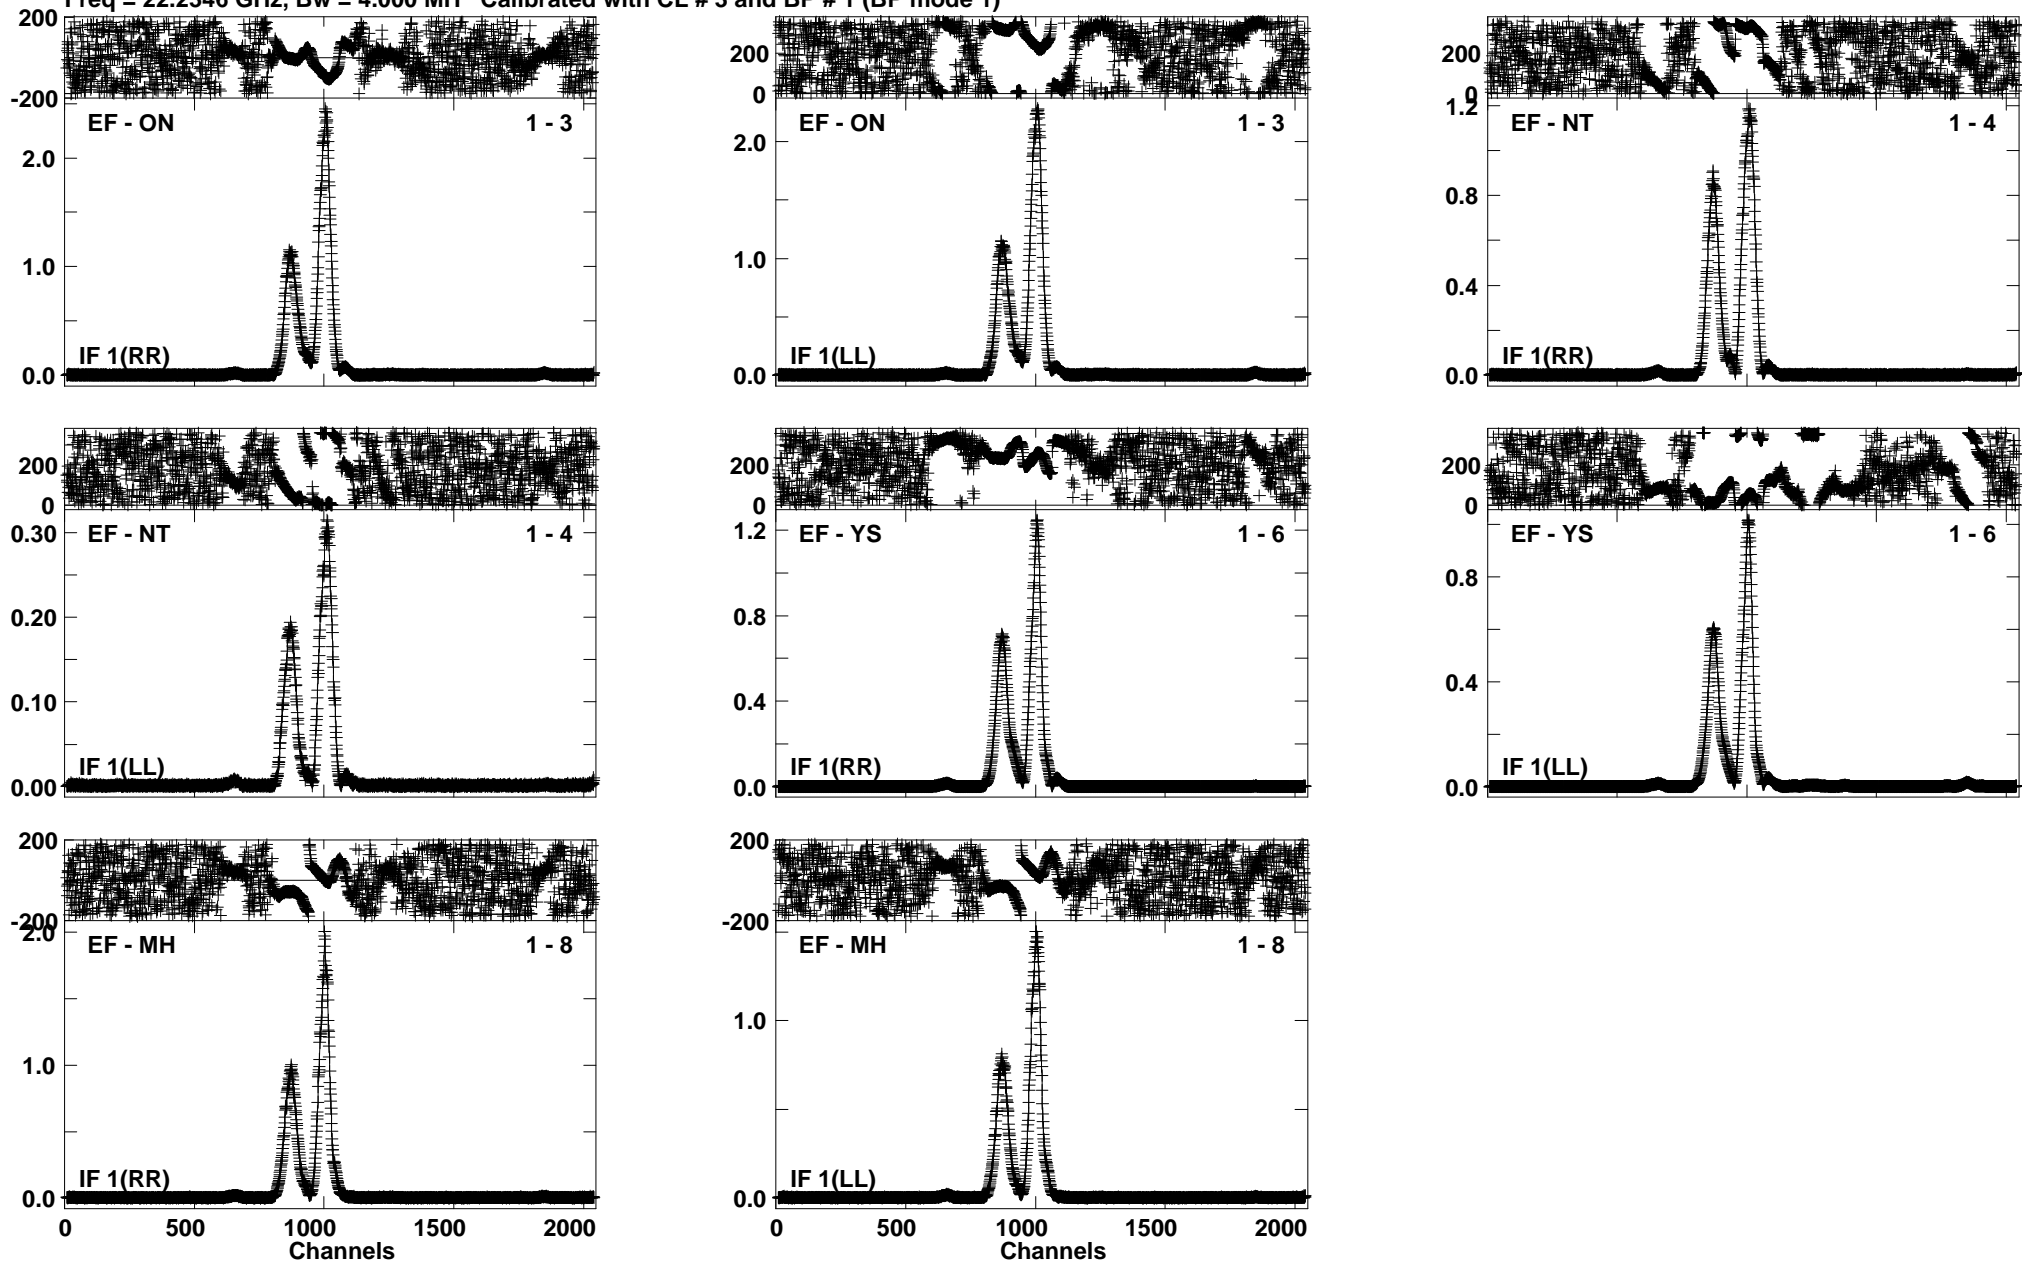 Freq = 22.2346 GHz, Bw = 4.000 MH Calibrated with CL # 3 and BP # 1 (BP mode 1)
200
-200
EF - ON 1 - 3
2.0
1.0
IF 1(RR)
0.0
200
0
EF - ON 1 - 3
2.0
1.0
IF 1(LL)
0.0
200
0
1.2
EF - NT 1 - 4
0.8
0.4
IF 1(RR)
0.0
200
0
EF - NT 1 - 4
0.30
0.20
0.10
IF 1(LL)
0.00
200
0
EF - YS 1 - 6
1.2
0.8
0.4
IF 1(RR)
0.0
200
0
EF - YS 1 - 6
0.8
0.4
IF 1(LL)
0.0
200
-200
2.0
EF - MH 1 - 8
1.0
IF 1(RR)
0.0
0 500 1000 1500 2000
Channels
200
-200
EF - MH 1 - 8
1.0
IF 1(LL)
0.0
0 500 1000 1500 2000
Channels